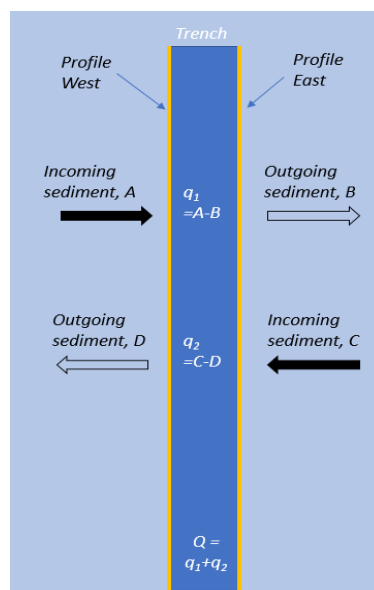 Trench
Profile
West
Profile
East
Incoming
sediment, A
q₁
=A-B
Outgoing
sediment, B
Outgoing
sediment, D
q₂
=C-D
Incoming
sediment, C
Q =
q₁+q₂